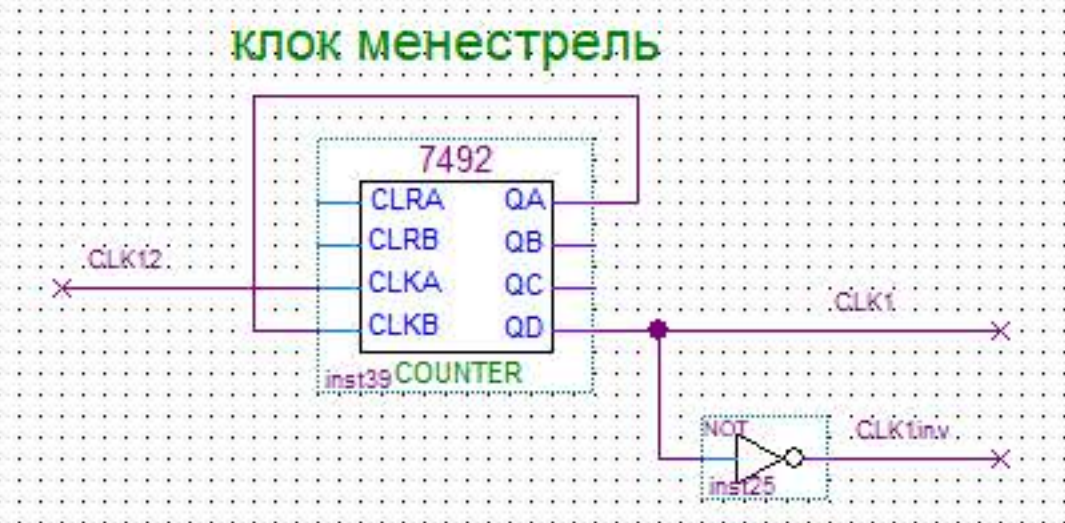 клок менестрель
7492
CLRA QA
CLRB QB
CLK12
CLKA QC
CLK1
CLKB QD
inst39 COUNTER
NOT
CLK1inv
inst25